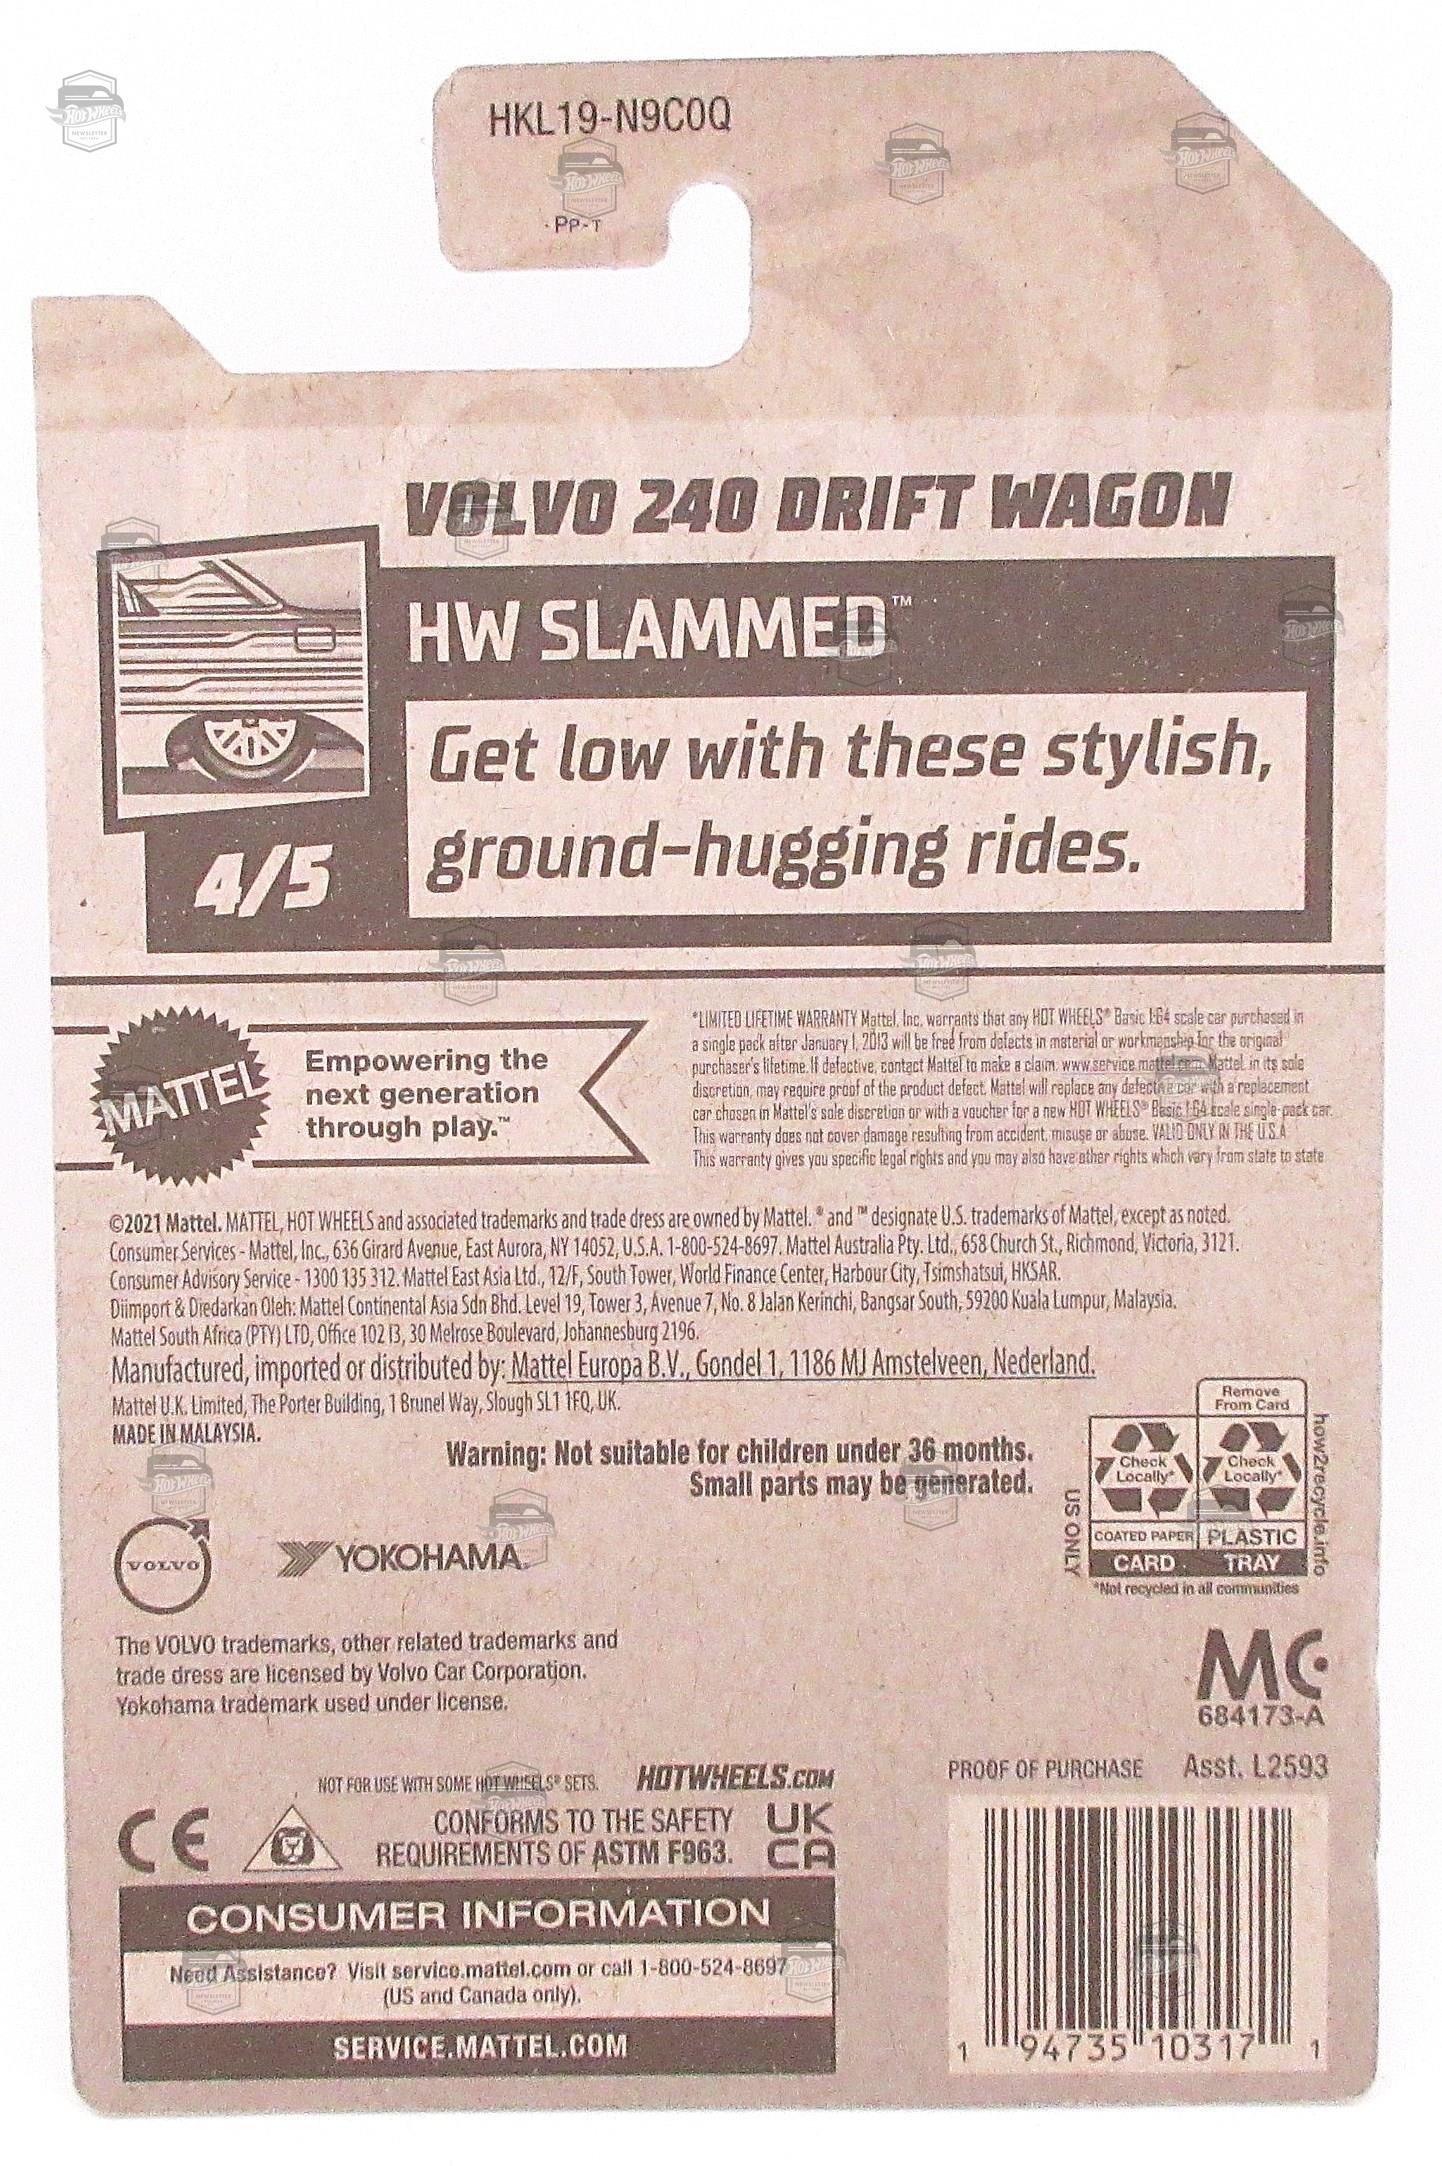 HKL19-N9C0Q
PP-T
VOLVO 240 DRIFT WAGON
HW SLAMMED™
Get low with these stylish,
ground-hugging rides.
4/5
MATTEL
Empowering the
next generation
through play.™
*LIMITED LIFETIME WARRANTY Mattel, Inc. warrants that any HOT WHEELS® Basic 1:64 scale car purchased in
a single pack after January 1, 2013 will be free from defects in material or workmanship for the original
purchaser's lifetime. If defective, contact Mattel to make a claim. www.service.mattel.com Mattel, in its sole
discretion, may require proof of the product defect. Mattel will replace any defective car with a replacement
car chosen in Mattel's sole discretion or with a voucher for a new HOT WHEELS® Basic 1:64 scale single-pack car.
This warranty does not cover damage resulting from accident, misuse or abuse. VALID ONLY IN THE U.S.A
This warranty gives you specific legal rights and you may also have other rights which vary from state to state
©2021 Mattel. MATTEL, HOT WHEELS and associated trademarks and trade dress are owned by Mattel. ® and ™ designate U.S. trademarks of Mattel, except as noted.
Consumer Services - Mattel, Inc., 636 Girard Avenue, East Aurora, NY 14052, U.S.A. 1-800-524-8697. Mattel Australia Pty. Ltd., 658 Church St., Richmond, Victoria, 3121.
Consumer Advisory Service - 1300 135 312. Mattel East Asia Ltd., 12/F, South Tower, World Finance Center, Harbour City, Tsimshatsui, HKSAR.
Diimport & Diedarkan Oleh: Mattel Continental Asia Sdn Bhd. Level 19, Tower 3, Avenue 7, No. 8 Jalan Kerinchi, Bangsar South, 59200 Kuala Lumpur, Malaysia.
Mattel South Africa (PTY) LTD, Office 102 I3, 30 Melrose Boulevard, Johannesburg 2196.
Manufactured, imported or distributed by: Mattel Europa B.V., Gondel 1, 1186 MJ Amstelveen, Nederland.
Mattel U.K. Limited, The Porter Building, 1 Brunel Way, Slough SL1 1FQ, UK.
MADE IN MALAYSIA.
Warning: Not suitable for children under 36 months.
Small parts may be generated.
Remove
From Card
Check
Locally*
Check
Locally*
COATED PAPER PLASTIC
CARD TRAY
*Not recycled in all communities
US ONLY
how2recycle.info
VOLVO
YOKOHAMA
The VOLVO trademarks, other related trademarks and
trade dress are licensed by Volvo Car Corporation.
Yokohama trademark used under license.
MC
684173-A
PROOF OF PURCHASE Asst. L2593
NOT FOR USE WITH SOME HOT WHEELS® SETS. HOTWHEELS.COM
CE
CONFORMS TO THE SAFETY
REQUIREMENTS OF ASTM F963.
UK
CA
CONSUMER INFORMATION
Need Assistance? Visit service.mattel.com or call 1-800-524-8697
(US and Canada only).
SERVICE.MATTEL.COM
1 94735 10317 1
HOT WHEELS
NEWSLETTER